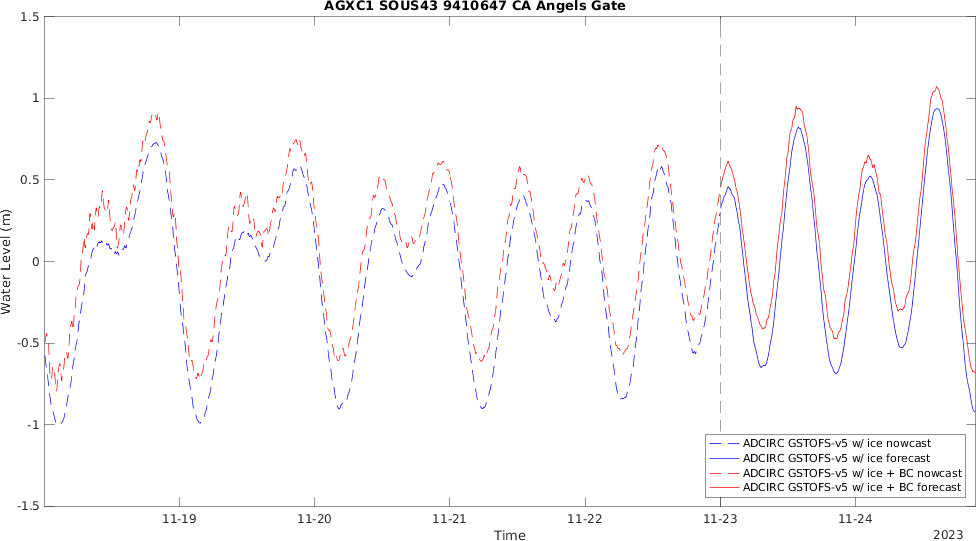 AGXC1 SOUS43 9410647 CA Angels Gate
1.5
1
0.5
0
-0.5
-1
-1.5
Water Level (m)
11-19
11-20
11-21
11-22
11-23
11-24
Time
2023
ADCIRC GSTOFS-v5 w/ ice nowcast
ADCIRC GSTOFS-v5 w/ ice forecast
ADCIRC GSTOFS-v5 w/ ice + BC nowcast
ADCIRC GSTOFS-v5 w/ ice + BC forecast